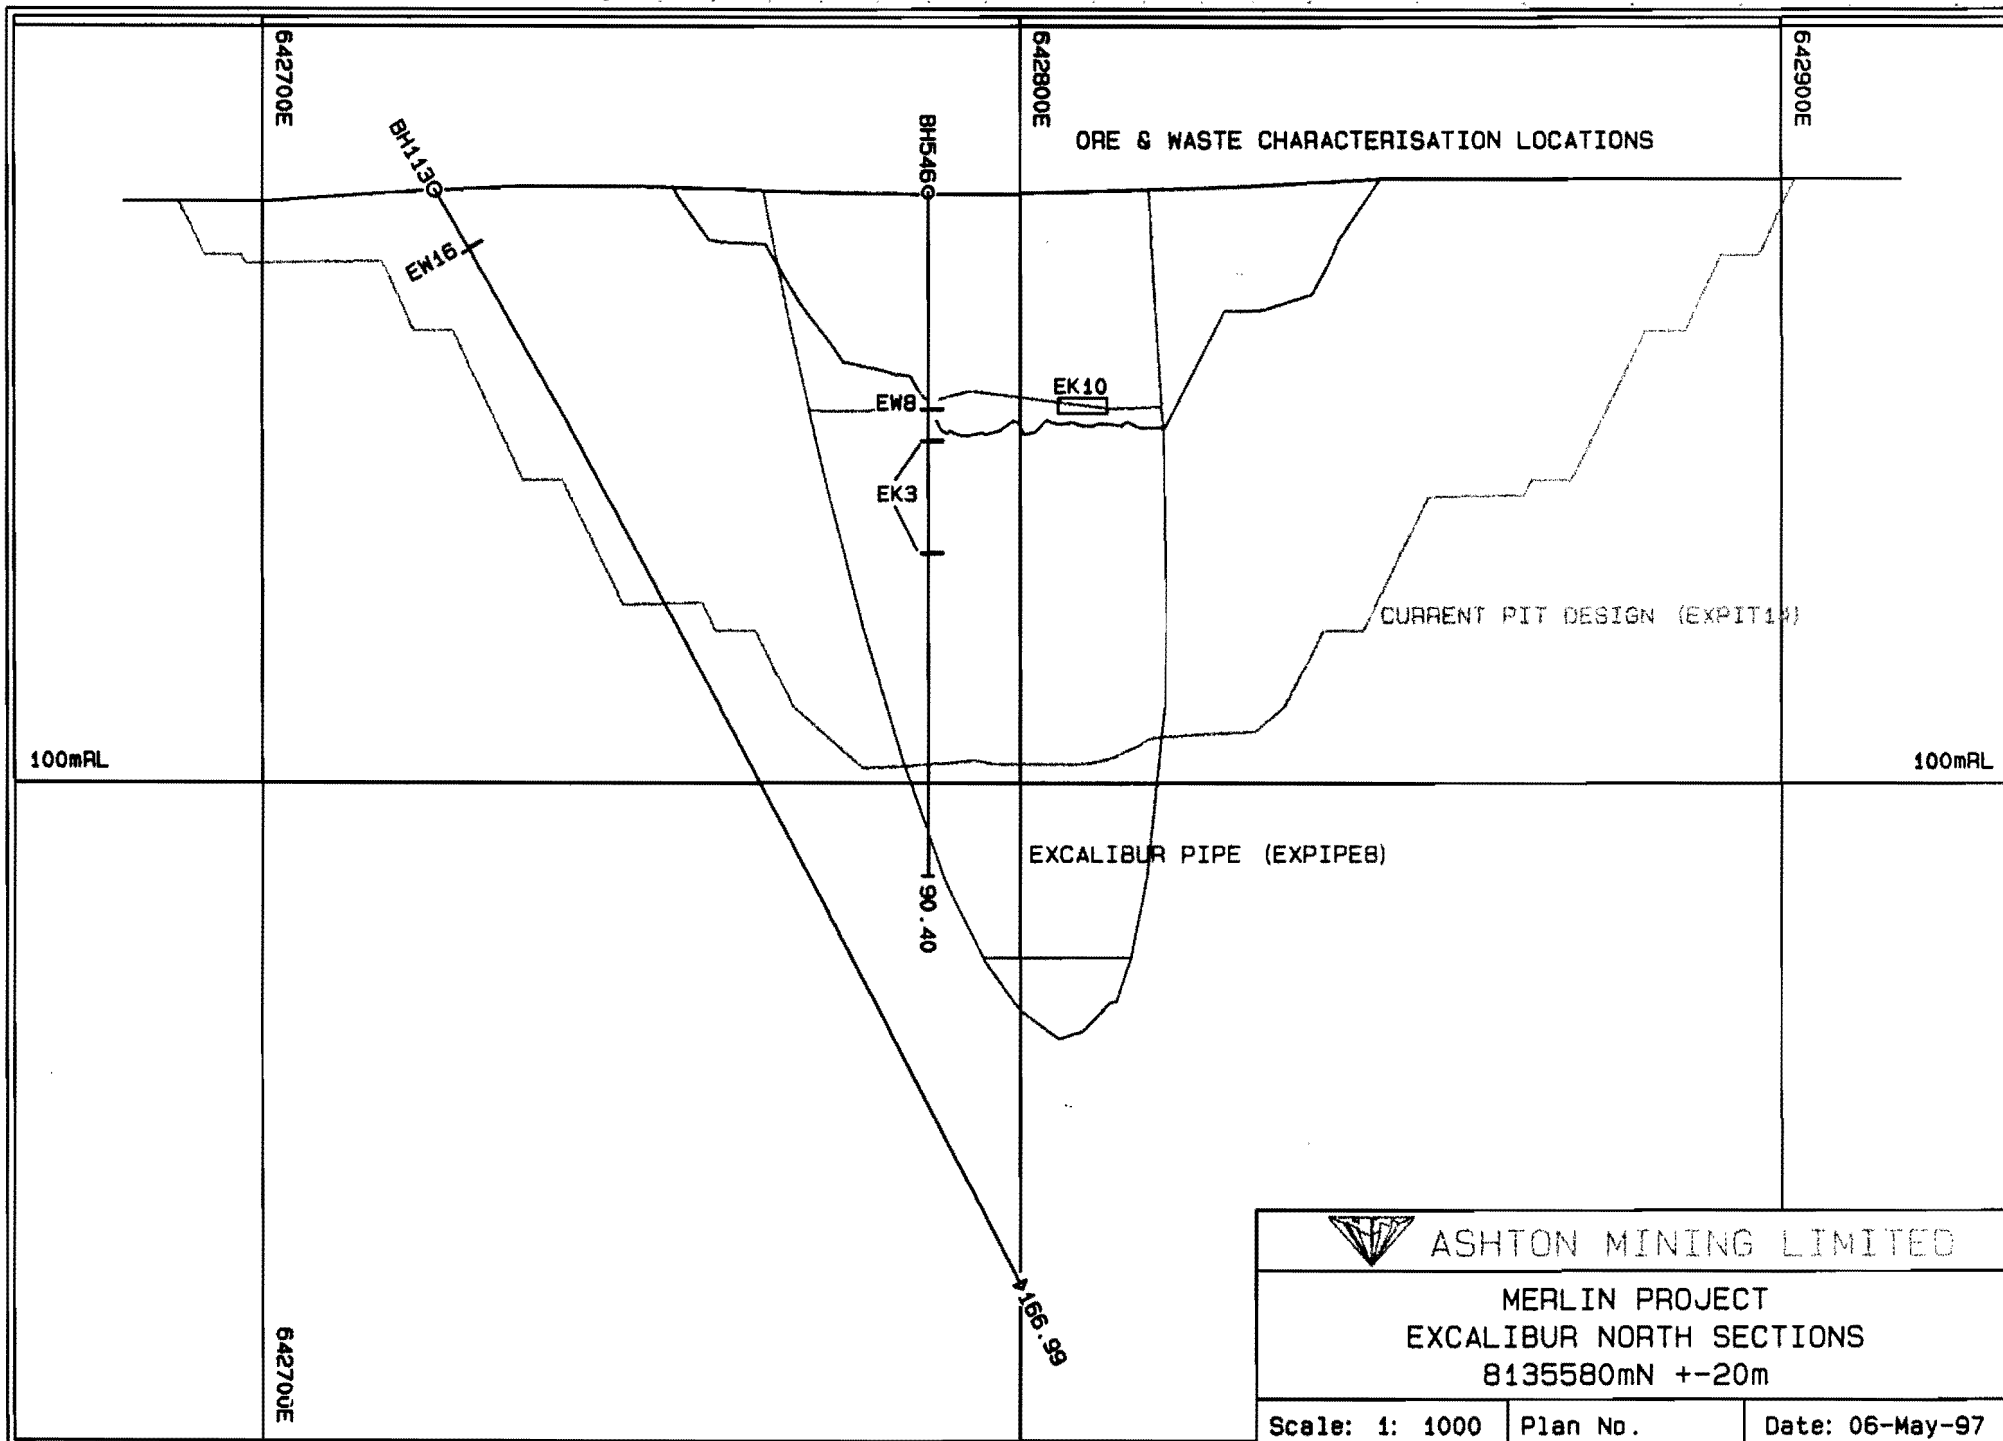 642700E
642800E
642900E
ORE & WASTE CHARACTERISATION LOCATIONS
BH113
BH546
EW16
EK10
EW8
EK3
CURRENT PIT DESIGN (EXPIT14)
100mRL
100mRL
EXCALIBUR PIPE (EXPIPE8)
90.40
166.99
642700E
ASHTON MINING LIMITED
MERLIN PROJECT
EXCALIBUR NORTH SECTIONS
8135580mN +-20m
Scale: 1: 1000
Plan No.
Date: 06-May-97